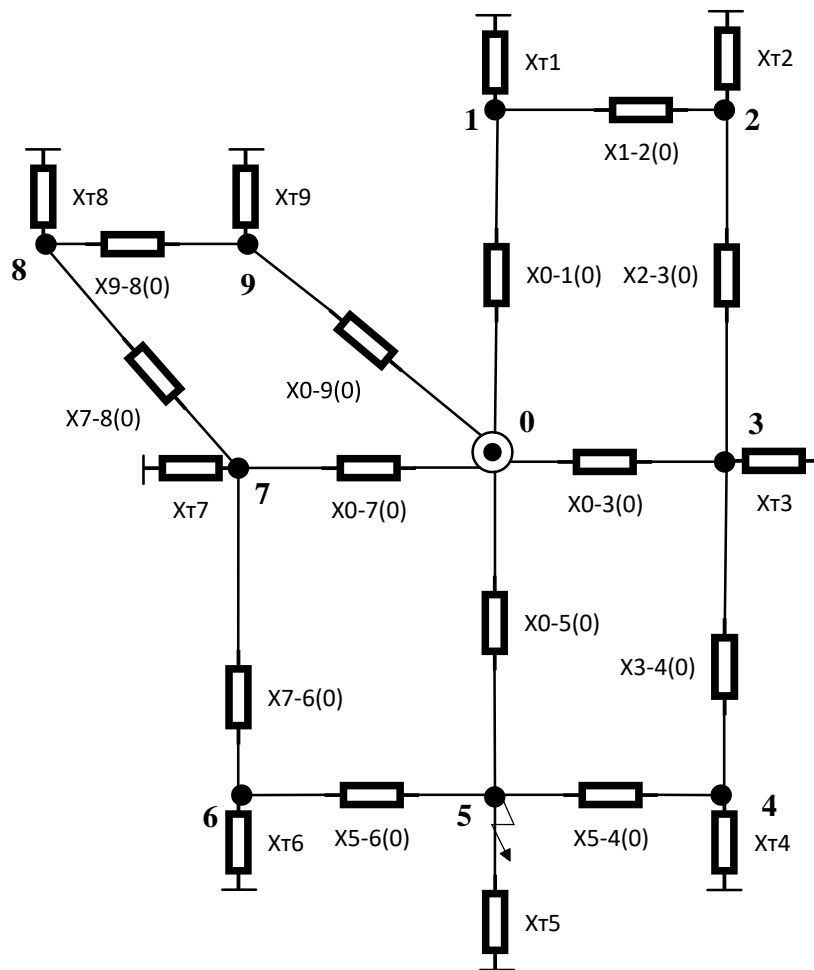 Xт1
Xт2
1
2
X1-2(0)
Xт8
Xт9
8
9
X9-8(0)
X0-1(0)
X2-3(0)
X7-8(0)
X0-9(0)
0
3
7
Xт7
X0-7(0)
X0-3(0)
Xт3
X0-5(0)
X3-4(0)
X7-6(0)
6
5
4
Xт6
X5-6(0)
X5-4(0)
Xт4
Xт5